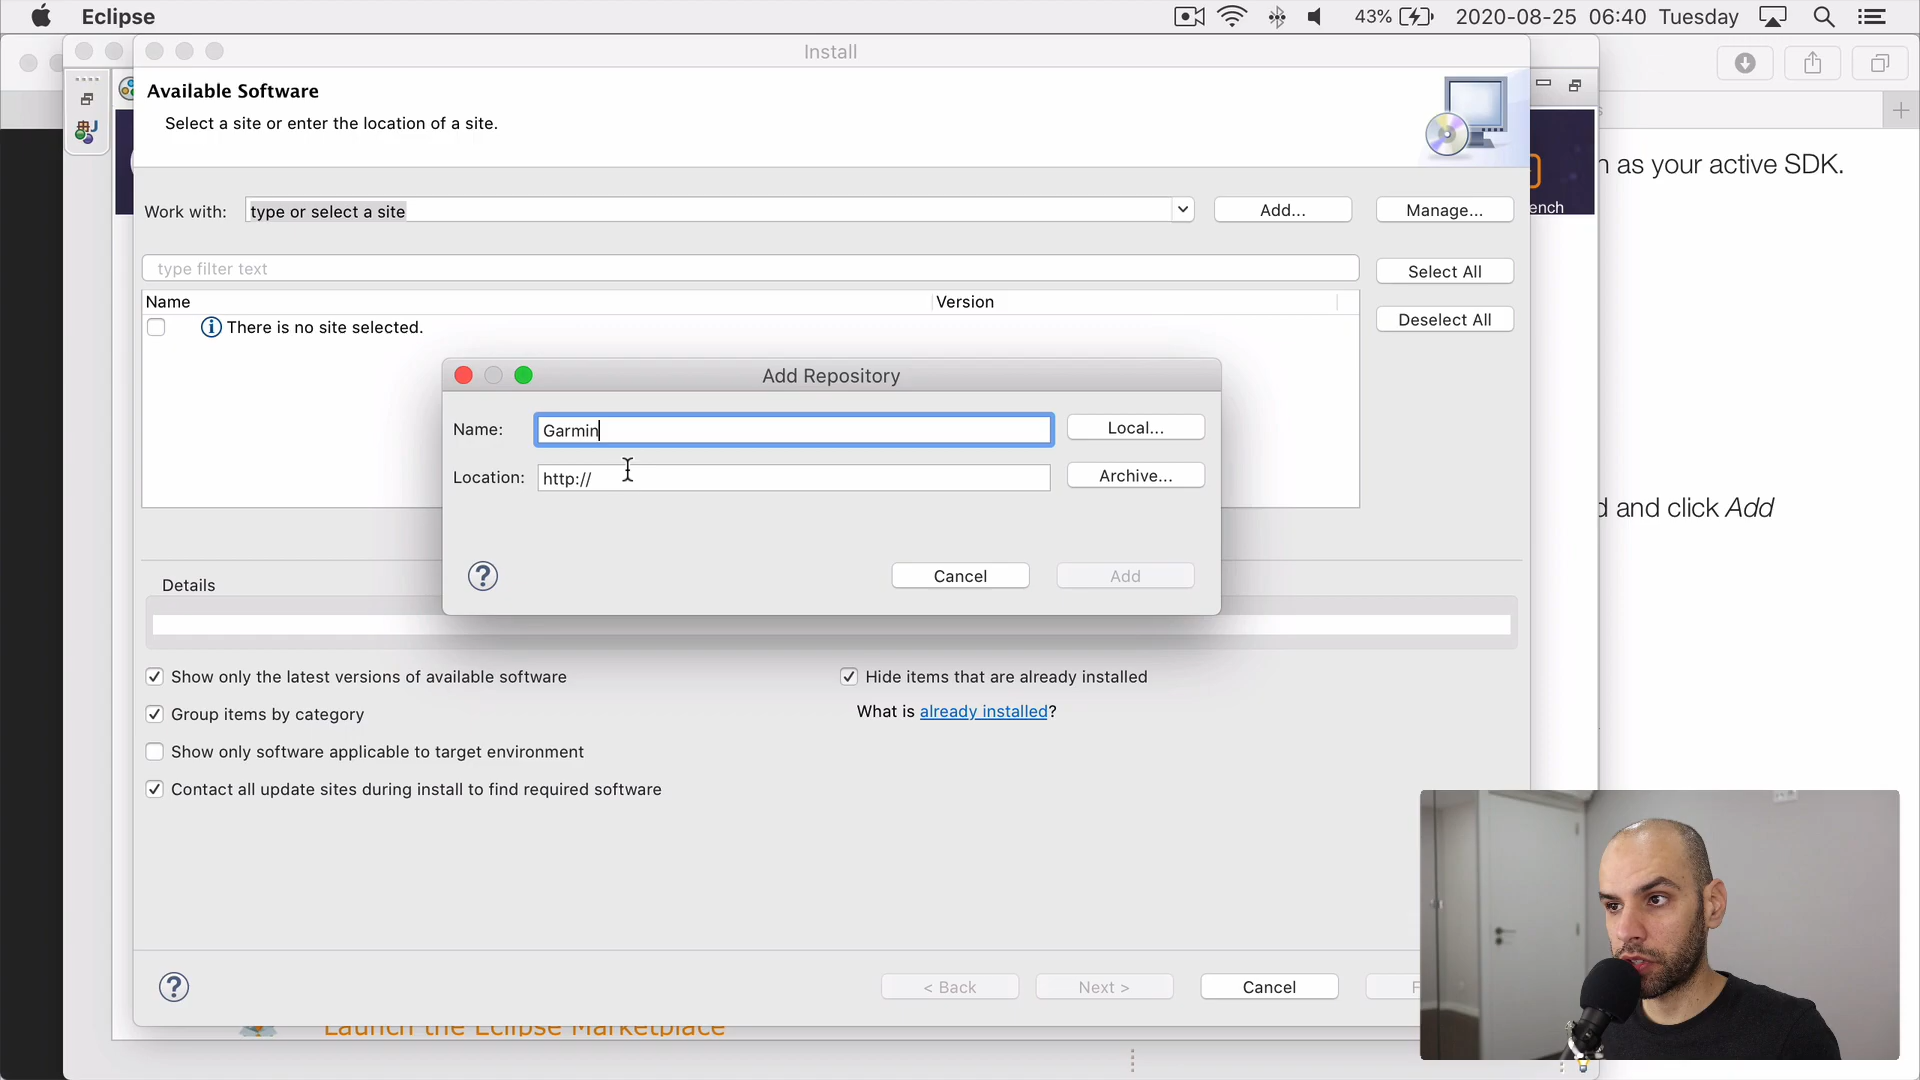 Eclipse
43%
2020-08-25 06:40 Tuesday
Install
Available Software
Select a site or enter the location of a site.
n as your active SDK.
Work with:
type or select a site
Add...
Manage...
ench
type filter text
Select All
Name
Version
There is no site selected.
Deselect All
Add Repository
Name:
Garmin
Local...
Location:
http://
Archive...
d and click Add
Cancel
Add
Details
Show only the latest versions of available software
Hide items that are already installed
Group items by category
What is already installed?
Show only software applicable to target environment
Contact all update sites during install to find required software
< Back
Next >
Cancel
F
Launch the Eclipse Marketplace